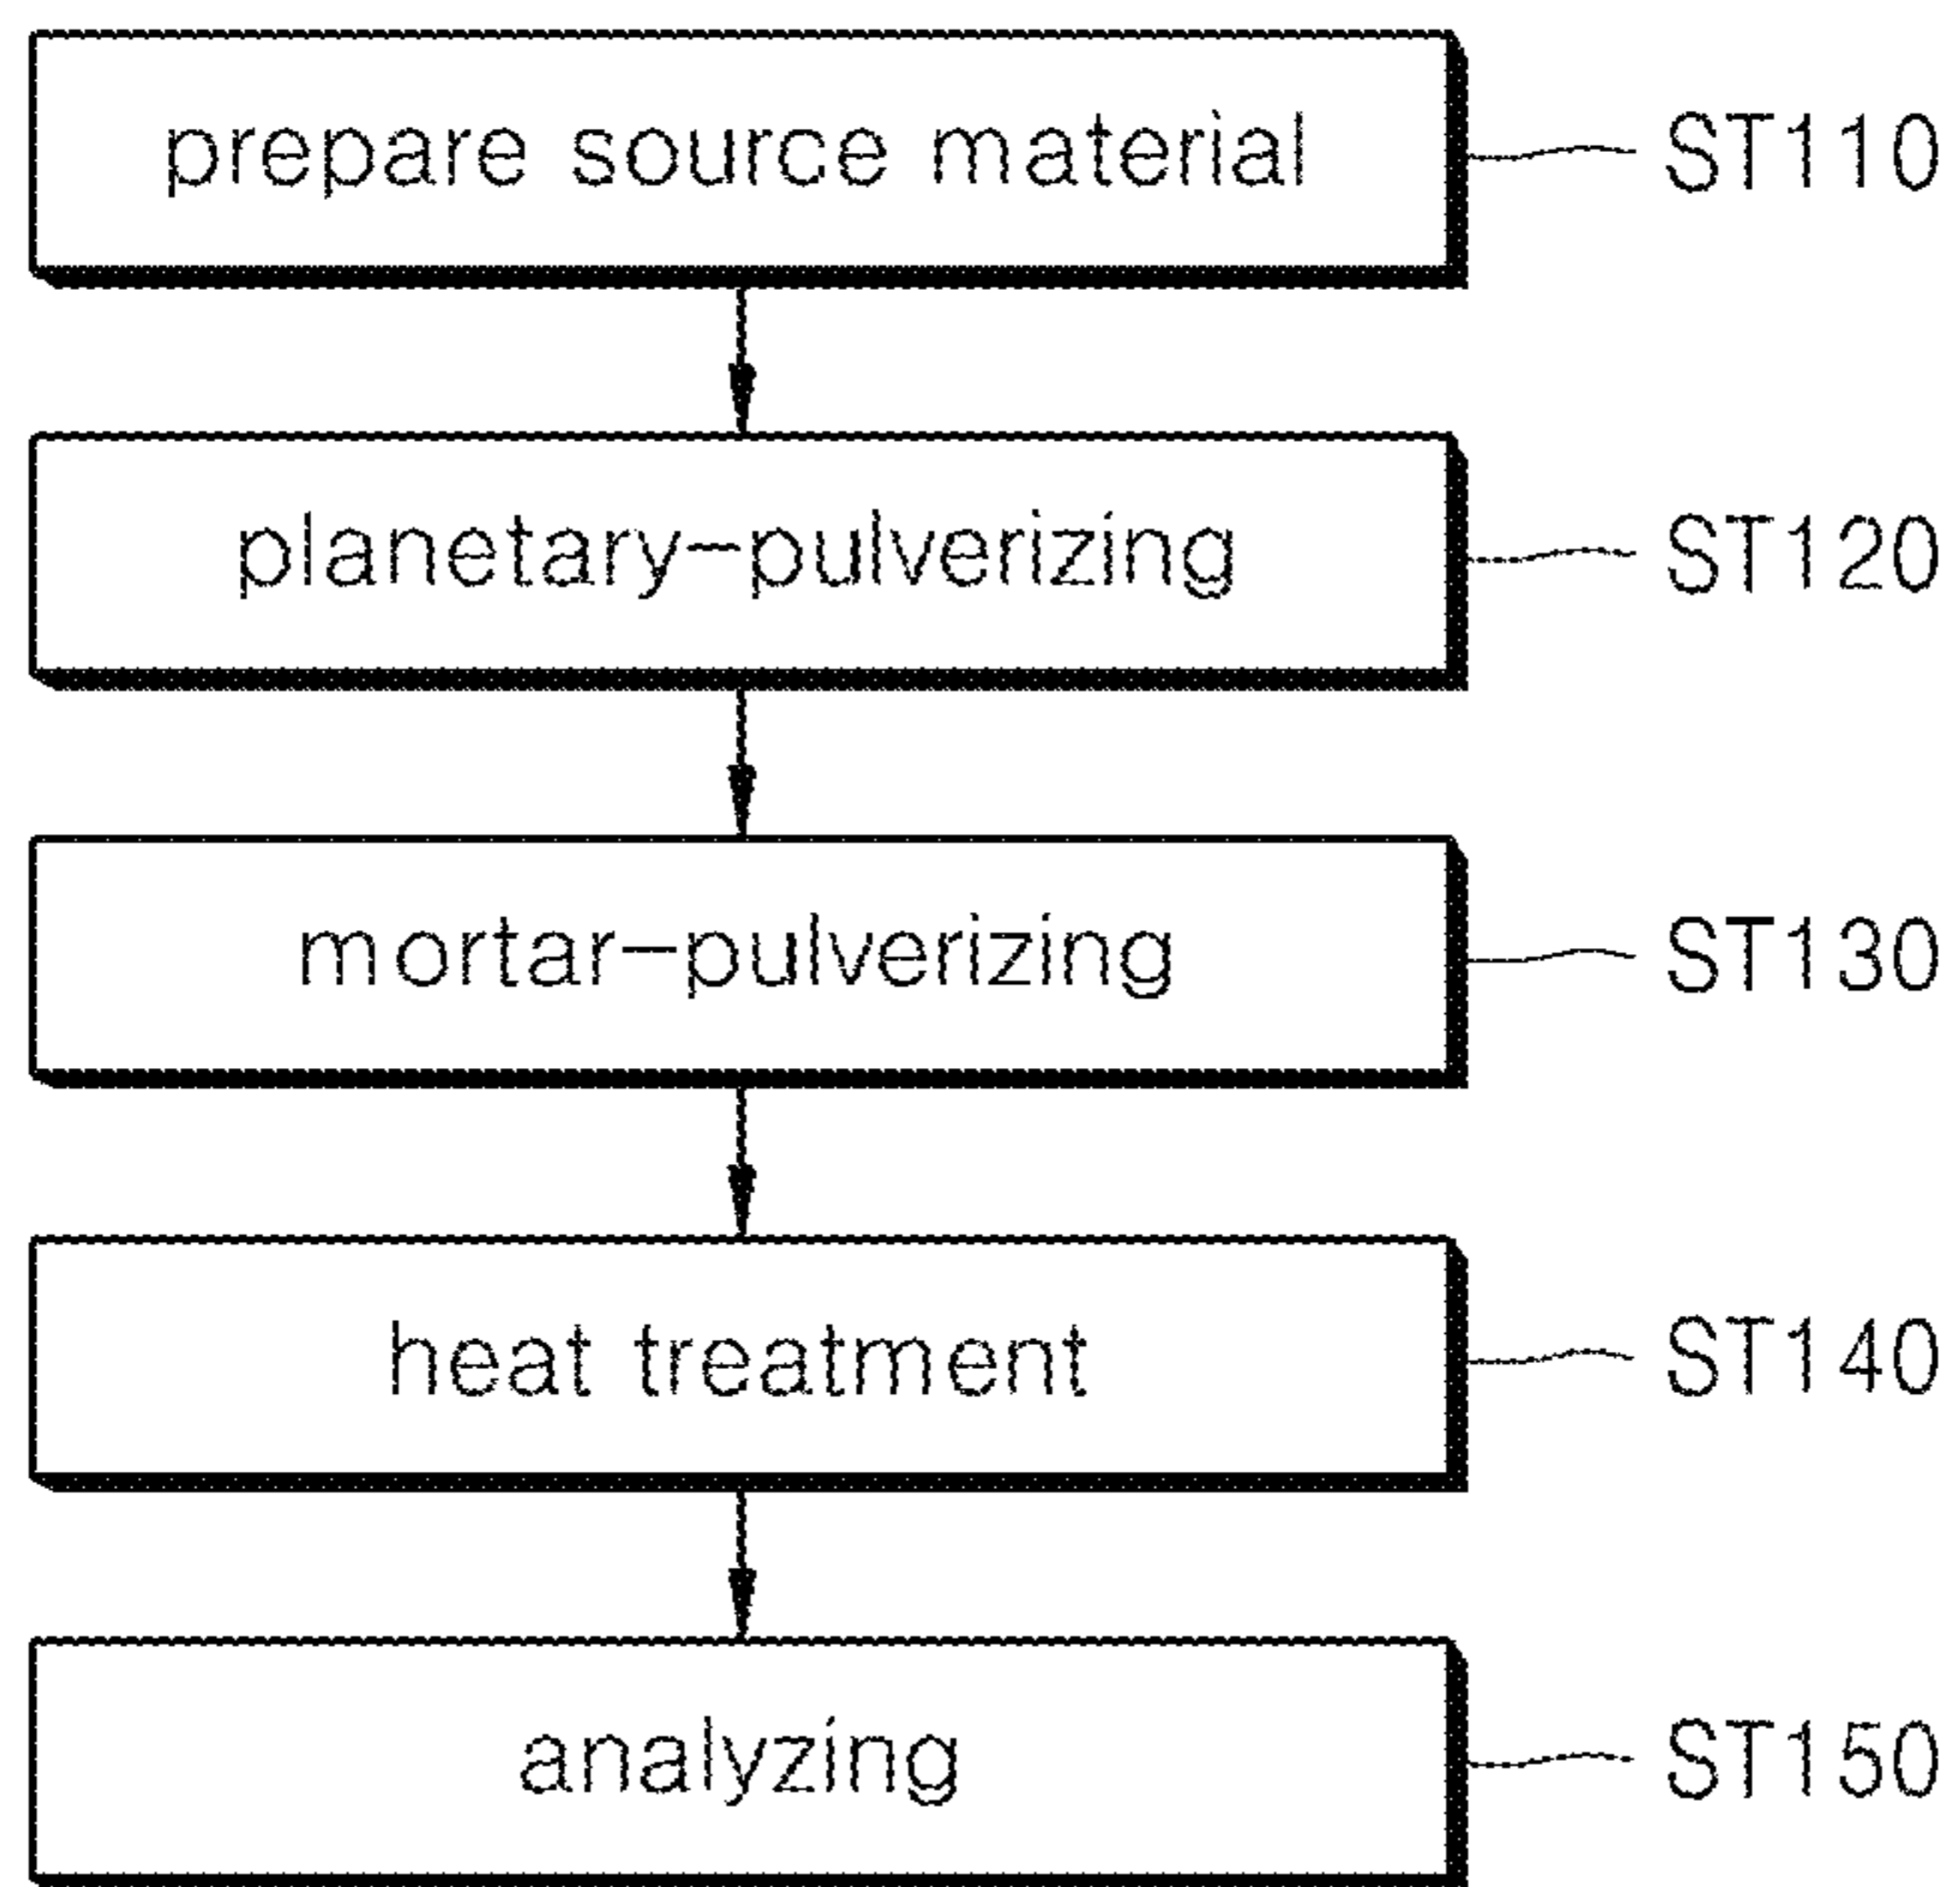 prepare source material ST110
planetary-pulverizing ST120
mortar-pulverizing ST130
heat treatment ST140
analyzing ST150